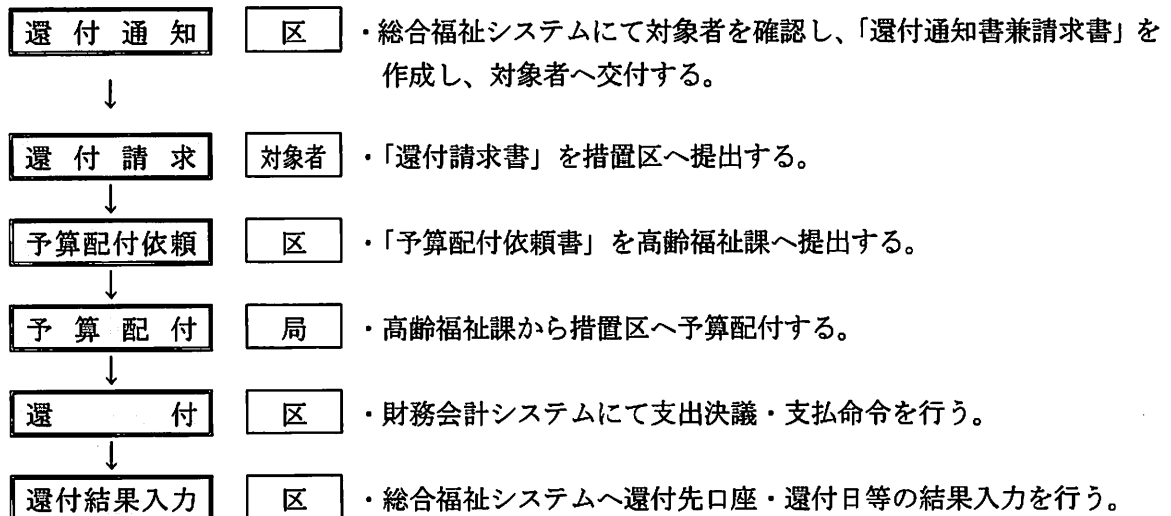 還付通知 区 ・総合福祉システムにて対象者を確認し、「還付通知書兼請求書」を
作成し、対象者へ交付する。
↓
還付請求 対象者 ・「還付請求書」を措置区へ提出する。
↓
予算配付依頼 区 ・「予算配付依頼書」を高齢福祉課へ提出する。
↓
予算配付 局 ・高齢福祉課から措置区へ予算配付する。
↓
還付 区 ・財務会計システムにて支出決議・支払命令を行う。
↓
還付結果入力 区 ・総合福祉システムへ還付先口座・還付日等の結果入力を行う。